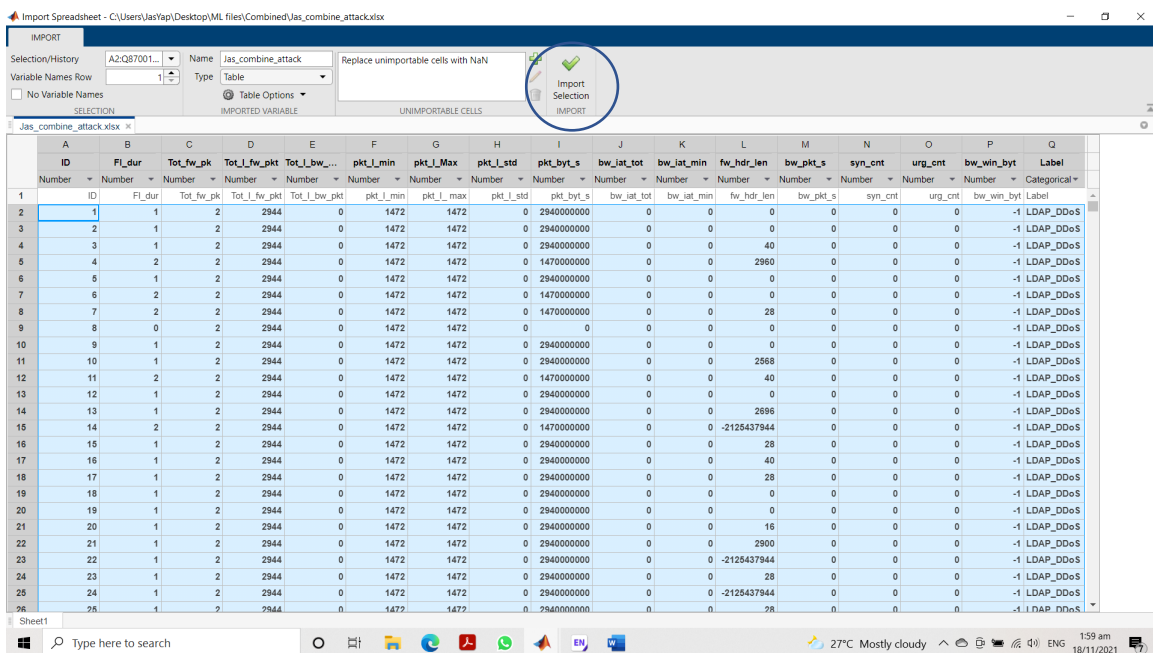 Import Spreadsheet - C:\Users\JasYap\Desktop\ML files\Combined\Jas_combine_attack.xlsx
IMPORT
Selection/History A2:Q87001... Name Jas_combine_attack Replace unimportable cells with NaN
Variable Names Row 1 Type Table Import
No Variable Names Table Options Selection
SELECTION IMPORTED VARIABLE UNIMPORTABLE CELLS IMPORT
Jas_combine_attack.xlsx
A B C D E F G H I J K L M N O P Q
ID Fl_dur Tot_fw_pk Tot_l_fw_pkt Tot_l_bw_... pkt_l_min pkt_l_Max pkt_l_std pkt_byt_s bw_iat_tot bw_iat_min fw_hdr_len bw_pkt_s syn_cnt urg_cnt bw_win_byt Label
Number Number Number Number Number Number Number Number Number Number Number Number Number Number Number Number Categorical
1 ID Fl_dur Tot_fw_pk Tot_l_fw_pkt Tot_l_bw_pkt pkt_l_min pkt_l_ max pkt_l_std pkt_byt_s bw_iat_tot bw_iat_min fw_hdr_len bw_pkt_s syn_cnt urg_cnt bw_win_byt Label
2 1 1 2 2944 0 1472 1472 0 2940000000 0 0 0 0 0 0 -1 LDAP_DDoS
3 2 1 2 2944 0 1472 1472 0 2940000000 0 0 0 0 0 0 -1 LDAP_DDoS
4 3 1 2 2944 0 1472 1472 0 2940000000 0 0 40 0 0 0 -1 LDAP_DDoS
5 4 2 2 2944 0 1472 1472 0 1470000000 0 0 2960 0 0 0 -1 LDAP_DDoS
6 5 1 2 2944 0 1472 1472 0 2940000000 0 0 0 0 0 0 -1 LDAP_DDoS
7 6 2 2 2944 0 1472 1472 0 1470000000 0 0 0 0 0 0 -1 LDAP_DDoS
8 7 2 2 2944 0 1472 1472 0 1470000000 0 0 28 0 0 0 -1 LDAP_DDoS
9 8 0 2 2944 0 1472 1472 0 0 0 0 0 0 0 0 -1 LDAP_DDoS
10 9 1 2 2944 0 1472 1472 0 2940000000 0 0 0 0 0 0 -1 LDAP_DDoS
11 10 1 2 2944 0 1472 1472 0 2940000000 0 0 2568 0 0 0 -1 LDAP_DDoS
12 11 2 2 2944 0 1472 1472 0 1470000000 0 0 40 0 0 0 -1 LDAP_DDoS
13 12 1 2 2944 0 1472 1472 0 2940000000 0 0 0 0 0 0 -1 LDAP_DDoS
14 13 1 2 2944 0 1472 1472 0 2940000000 0 0 2696 0 0 0 -1 LDAP_DDoS
15 14 2 2 2944 0 1472 1472 0 1470000000 0 0 -2125437944 0 0 0 -1 LDAP_DDoS
16 15 1 2 2944 0 1472 1472 0 2940000000 0 0 28 0 0 0 -1 LDAP_DDoS
17 16 1 2 2944 0 1472 1472 0 2940000000 0 0 40 0 0 0 -1 LDAP_DDoS
18 17 1 2 2944 0 1472 1472 0 2940000000 0 0 28 0 0 0 -1 LDAP_DDoS
19 18 1 2 2944 0 1472 1472 0 2940000000 0 0 0 0 0 0 -1 LDAP_DDoS
20 19 1 2 2944 0 1472 1472 0 2940000000 0 0 0 0 0 0 -1 LDAP_DDoS
21 20 1 2 2944 0 1472 1472 0 2940000000 0 0 16 0 0 0 -1 LDAP_DDoS
22 21 1 2 2944 0 1472 1472 0 2940000000 0 0 2900 0 0 0 -1 LDAP_DDoS
23 22 1 2 2944 0 1472 1472 0 2940000000 0 0 -2125437944 0 0 0 -1 LDAP_DDoS
24 23 1 2 2944 0 1472 1472 0 2940000000 0 0 28 0 0 0 -1 LDAP_DDoS
25 24 1 2 2944 0 1472 1472 0 2940000000 0 0 -2125437944 0 0 0 -1 LDAP_DDoS
26 25 1 2 2944 0 1472 1472 0 2940000000 0 0 28 0 0 0 -1 LDAP_DDoS
Sheet1
Type here to search EN 27°C Mostly cloudy ENG 1:59 am
18/11/2021